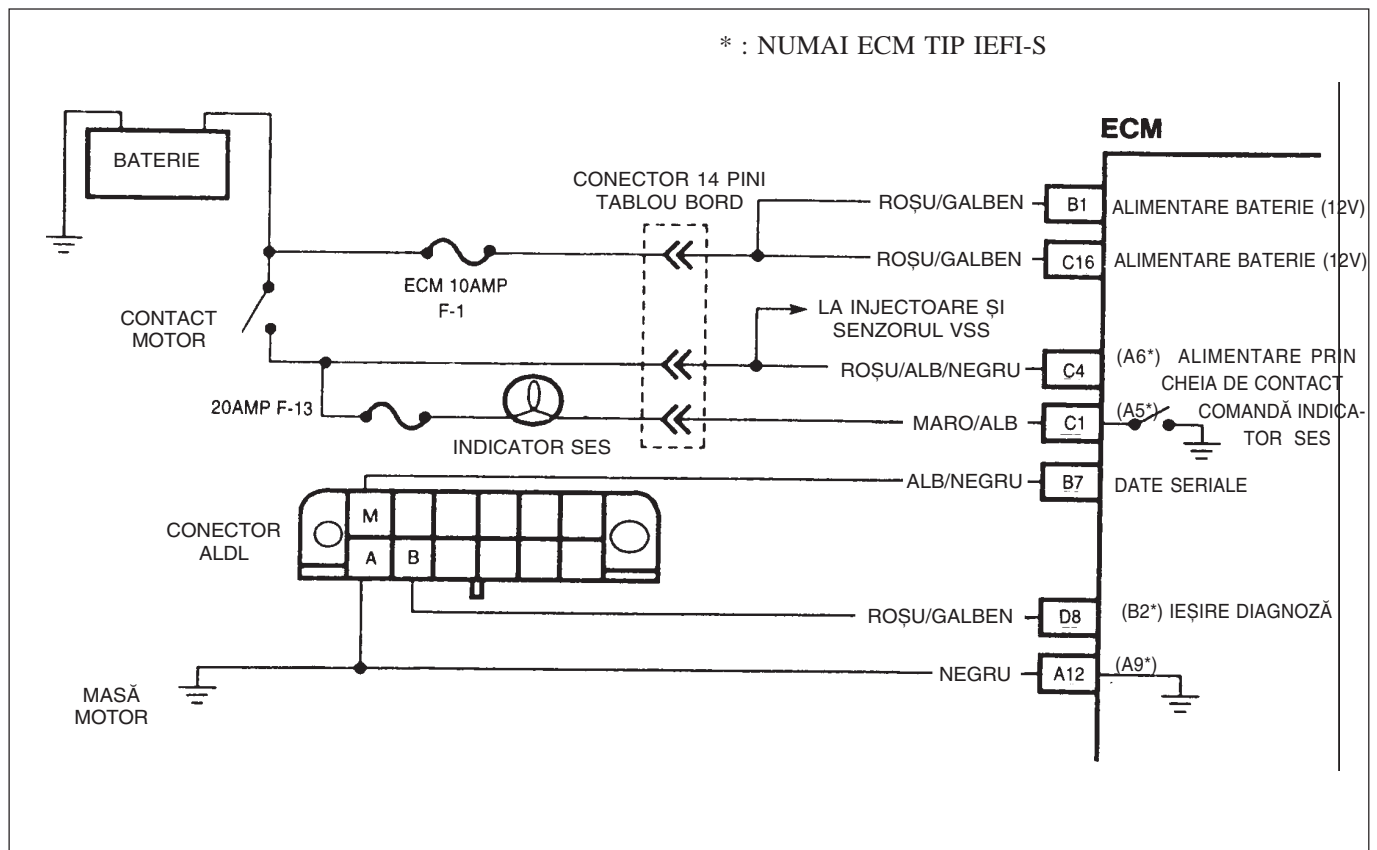 * : NUMAI ECM TIP IEFI-S
ECM
BATERIE
CONECTOR 14 PINI
TABLOU BORD
ROȘU/GALBEN
B1
ALIMENTARE BATERIE (12V)
ROȘU/GALBEN
C16
ALIMENTARE BATERIE (12V)
ECM 10AMP
F-1
CONTACT
MOTOR
LA INJECTOARE ȘI
SENZORUL VSS
ROȘU/ALB/NEGRU
C4
(A6*) ALIMENTARE PRIN
CHEIA DE CONTACT
20AMP F-13
INDICATOR SES
MARO/ALB
C1
(A5*) COMANDĂ INDICA-
TOR SES
ALB/NEGRU
B7
DATE SERIALE
CONECTOR
ALDL
M
A
B
ROȘU/GALBEN
D8
(B2*) IEȘIRE DIAGNOZĂ
MASĂ
MOTOR
NEGRU
A12
(A9*)